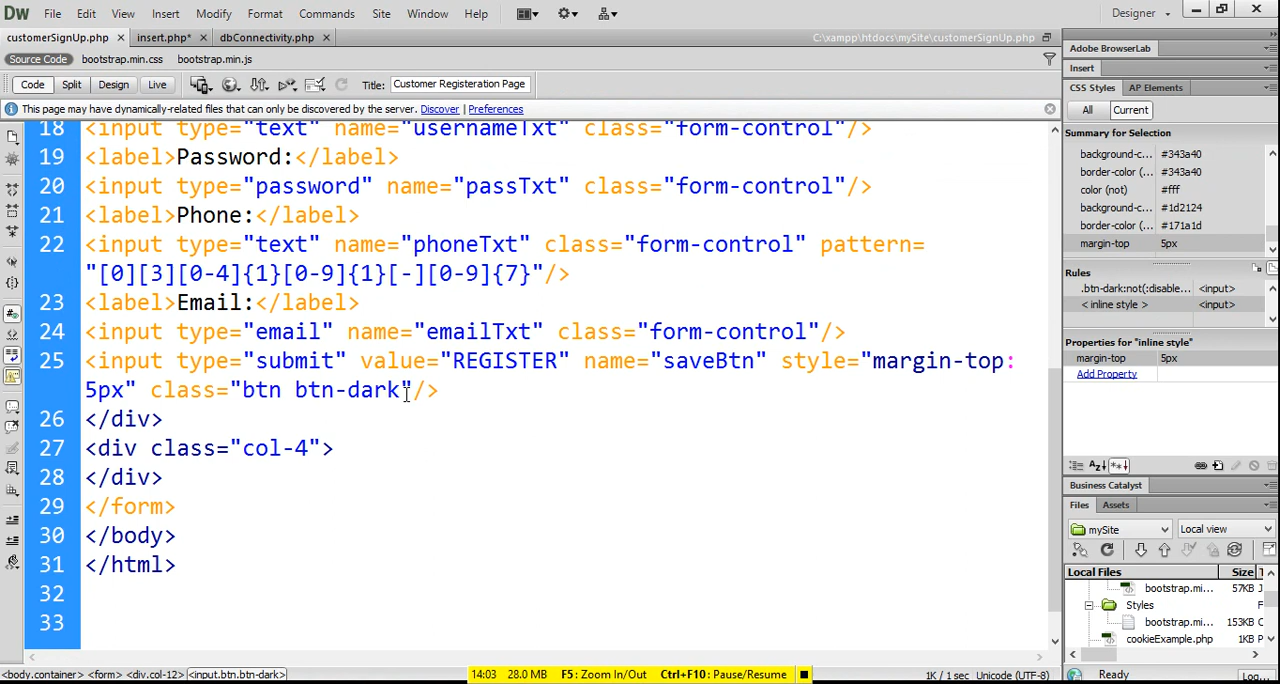 DW File Edit View Insert Modify Format Commands Site Window Help Designer
customerSignUp.php insert.php* dbConnectivity.php C:\xampp\htdocs\mySite\customerSignUp.php
Source Code bootstrap.min.css bootstrap.min.js
Code Split Design Live Title: Customer Registeration Page
This page may have dynamically-related files that can only be discovered by the server. Discover | Preferences
18 <input type="text" name="usernameTxt" class="form-control"/>
19 <label>Password:</label>
20 <input type="password" name="passTxt" class="form-control"/>
21 <label>Phone:</label>
22 <input type="text" name="phoneTxt" class="form-control" pattern=
"[0][3][0-4]{1}[0-9]{1}[-][0-9]{7}"/>
23 <label>Email:</label>
24 <input type="email" name="emailTxt" class="form-control"/>
25 <input type="submit" value="REGISTER" name="saveBtn" style="margin-top:
5px" class="btn btn-dark"/>
26 </div>
27 <div class="col-4">
28 </div>
29 </form>
30 </body>
31 </html>
32
33
Adobe BrowserLab
Insert
CSS Styles AP Elements
All Current
Summary for Selection
background-c... #343a40
border-color (... #343a40
color (not) #fff
background-c... #1d2124
border-color (... #171a1d
margin-top 5px
Rules
.btn-dark:not(:disable... <input>
< inline style > <input>
Properties for "inline style"
margin-top 5px
Add Property
Business Catalyst
Files Assets
mySite Local view
Local Files Size
bootstrap.mi... 57KB
Styles
bootstrap.mi... 153KB
cookieExample.php 1KB
Ready Log...
<body.container> <form> <div.col-12> <input.btn.btn-dark> 14:03 28.0 MB F5: Zoom In/Out Ctrl+F10: Pause/Resume 1K / 1 sec Unicode (UTF-8)